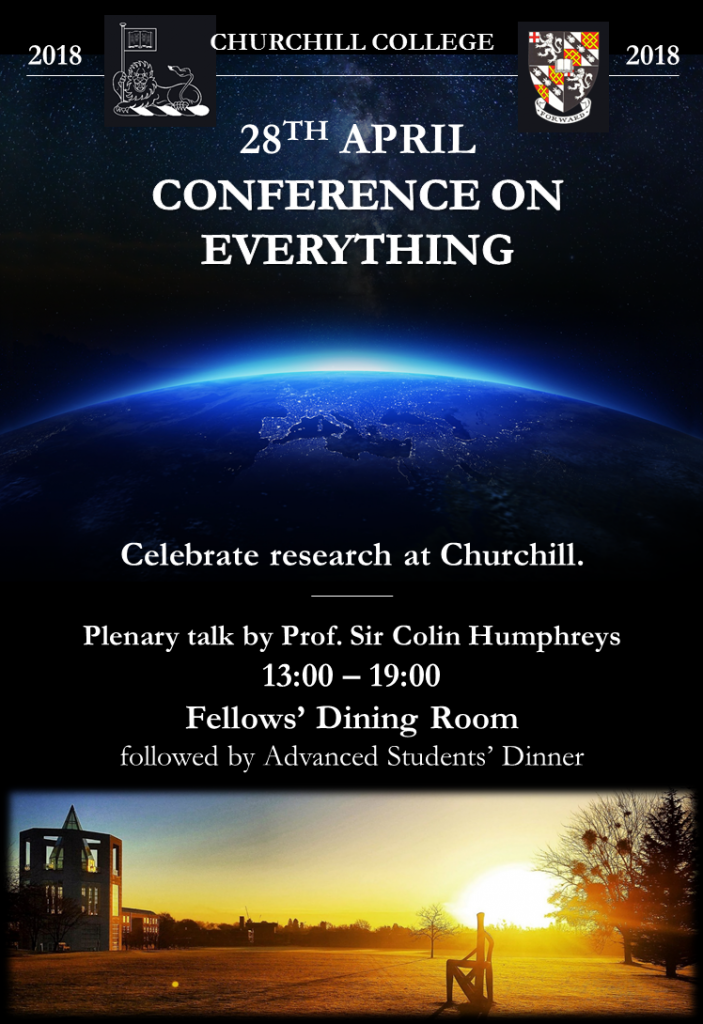 2018
CHURCHILL COLLEGE
2018
FORWARD
28TH APRIL
CONFERENCE ON
EVERYTHING
Celebrate research at Churchill.
Plenary talk by Prof. Sir Colin Humphreys
13:00 – 19:00
Fellows’ Dining Room
followed by Advanced Students’ Dinner